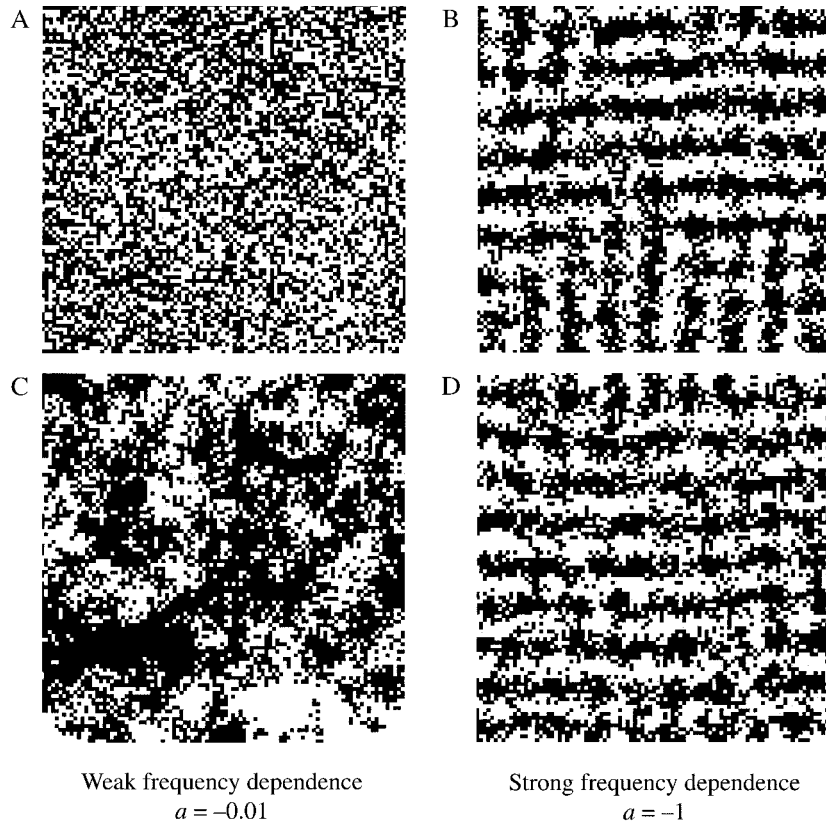 A
B
C
D
Weak frequency dependence
a = –0.01
Strong frequency dependence
a = –1